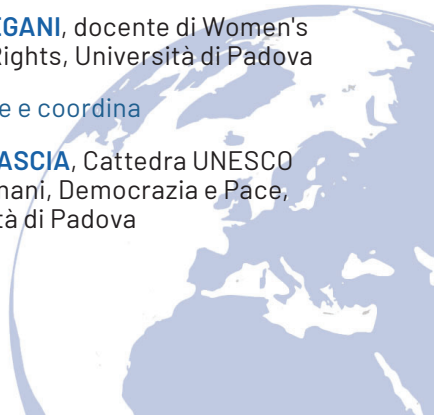 EGANI, docente di Women's
Rights, Università di Padova
e e coordina
ASCIA, Cattedra UNESCO
mani, Democrazia e Pace,
tà di Padova